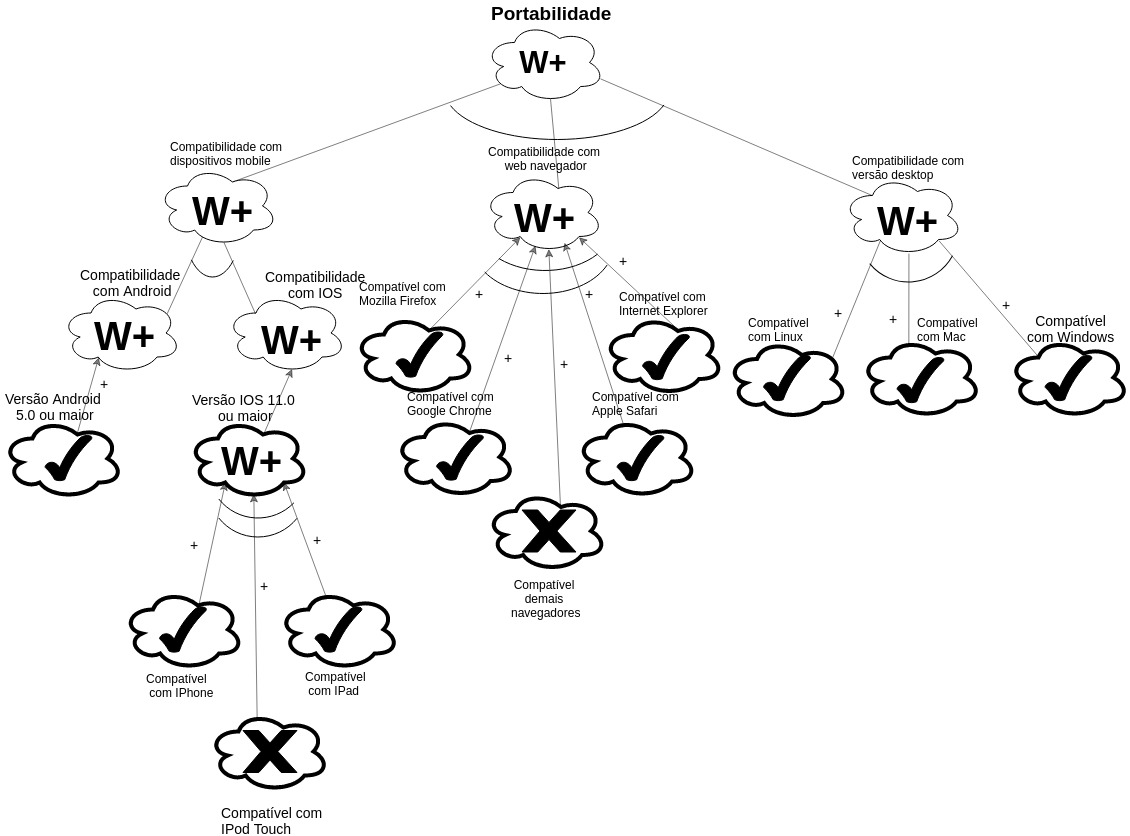 Portabilidade
W+
Compatibilidade com
dispositivos mobile
W+
Compatibilidade com
web navegador
W+
Compatibilidade com
versão desktop
W+
Compatibilidade
com Android
W+
Compatibilidade
com IOS
W+
Compatível com
Mozilla Firefox
+
+
+
Compatível com
Internet Explorer
Compatível
com Linux
+
+
Compatível
com Mac
+
Compatível
com Windows
+
+
Versão Android
5.0 ou maior
+
Versão IOS 11.0
ou maior
W+
Compatível com
Google Chrome
Compatível com
Apple Safari
Compatível
demais
navegadores
+
+
+
Compatível
com IPhone
Compatível
com IPad
Compatível com
IPod Touch